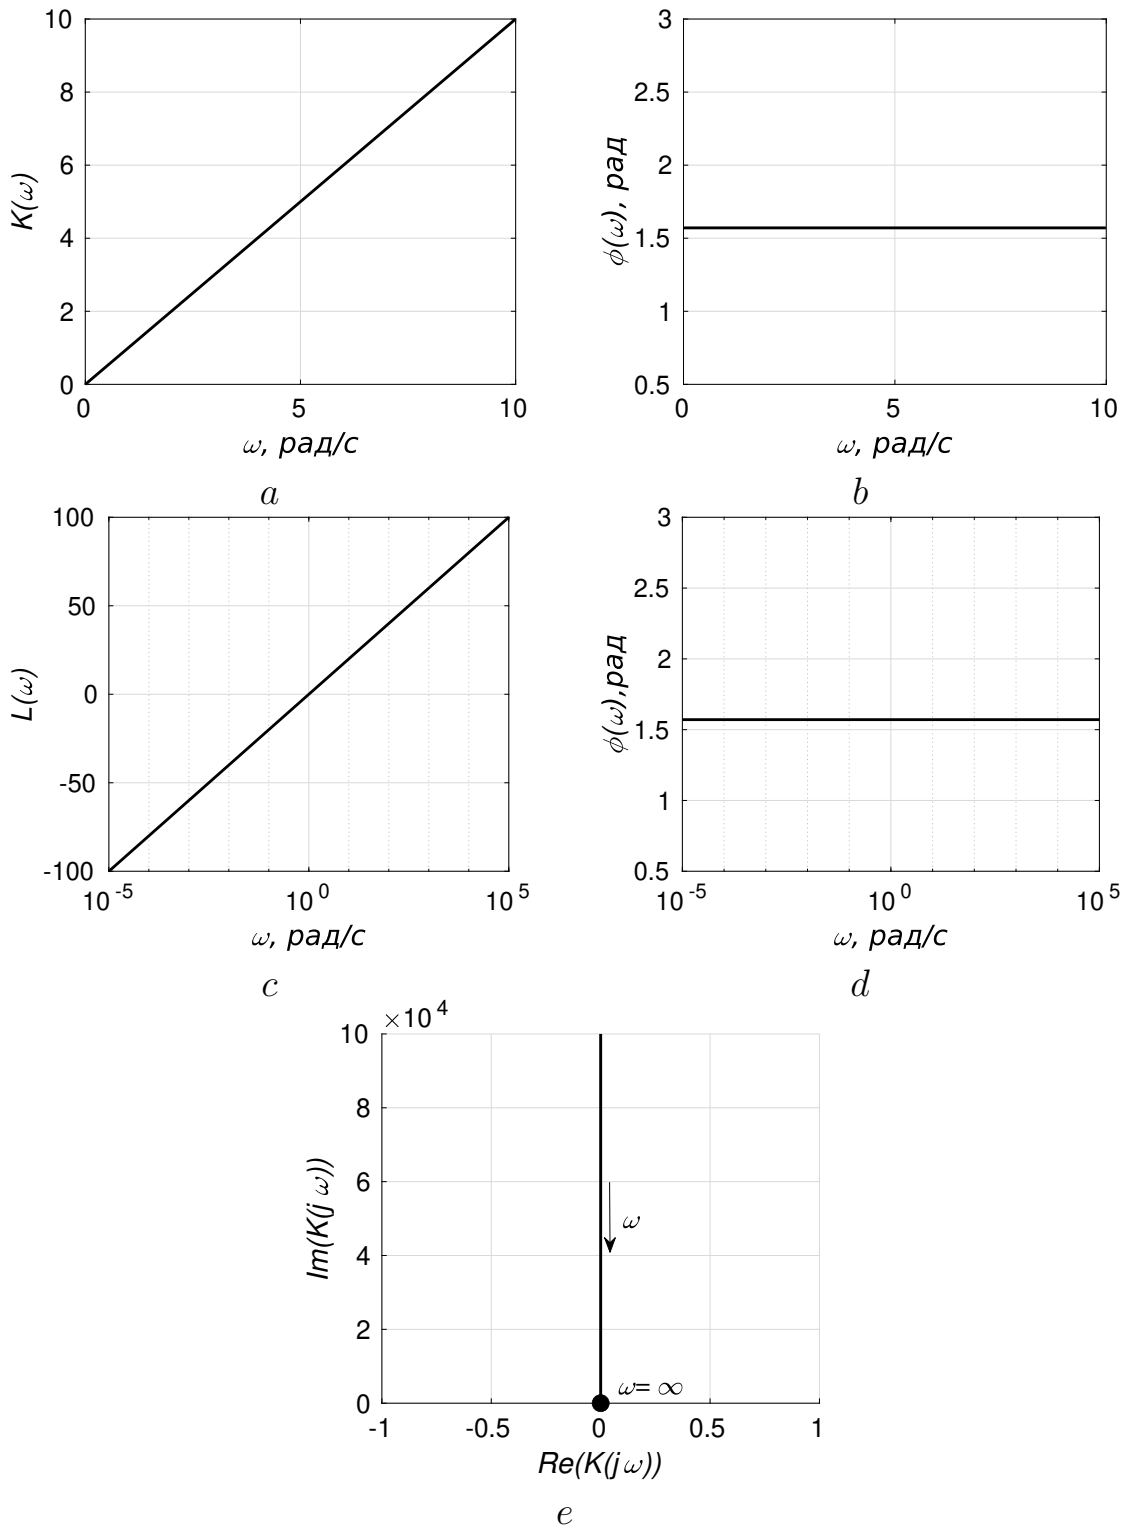 10
8
6
4
2
0
K(ω)
0 5 10
ω, рад/с
a
3
2.5
2
1.5
1
0.5
ϕ(ω), рад
0 5 10
ω, рад/с
b
100
50
0
-50
-100
L(ω)
10^-5 10^0 10^5
ω, рад/с
c
3
2.5
2
1.5
1
0.5
ϕ(ω),рад
10^-5 10^0 10^5
ω, рад/с
d
×10^4
10
8
6
4
2
0
Im(K(j ω))
ω
ω= ∞
-1 -0.5 0 0.5 1
Re(K(j ω))
e